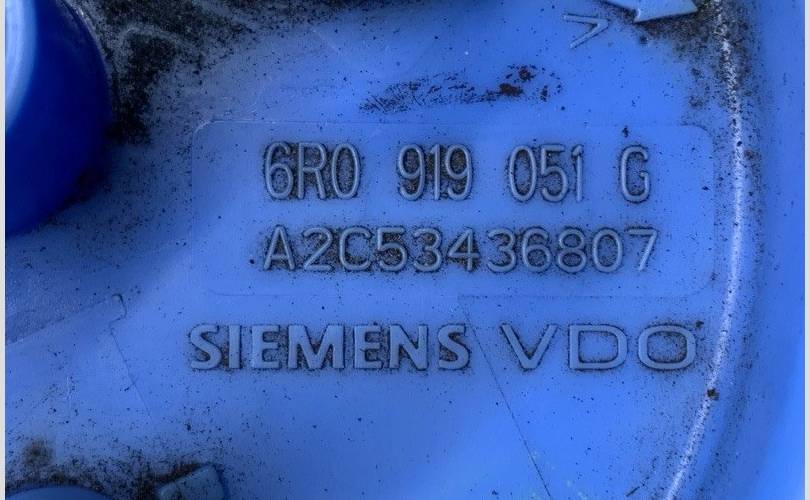 6R0 919 051 G
A2C53436807
SIEMENS VDO